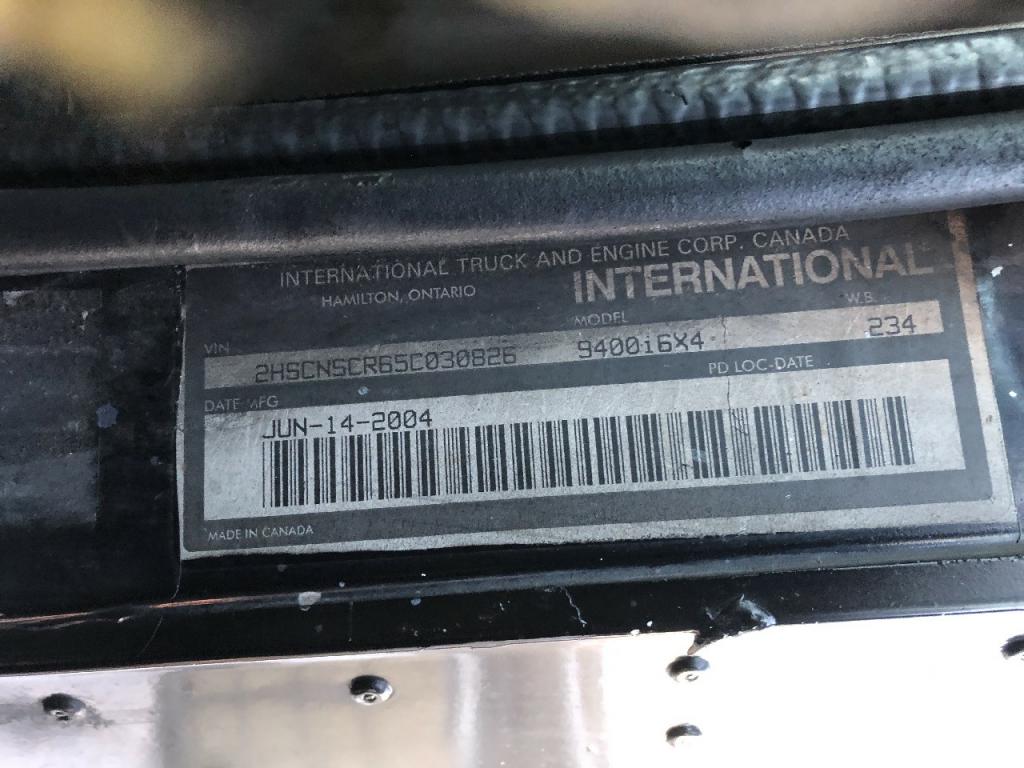 INTERNATIONAL TRUCK AND ENGINE CORP. CANADA
HAMILTON, ONTARIO
INTERNATIONAL
VIN
MODEL
W.B.
2HSCNSCR65C030826
9400i6X4
234
DATE MFG
PD LOC-DATE
JUN-14-2004
MADE IN CANADA